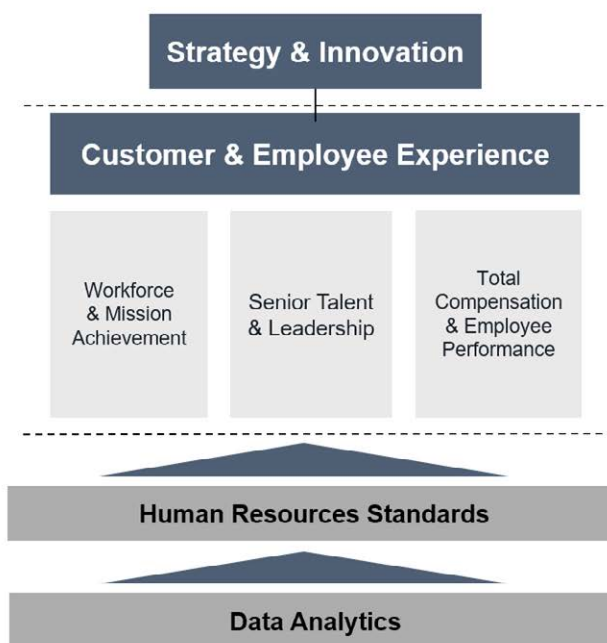 Strategy & Innovation
Customer & Employee Experience
Workforce
& Mission
Achievement
Senior Talent
& Leadership
Total
Compensation
& Employee
Performance
Human Resources Standards
Data Analytics